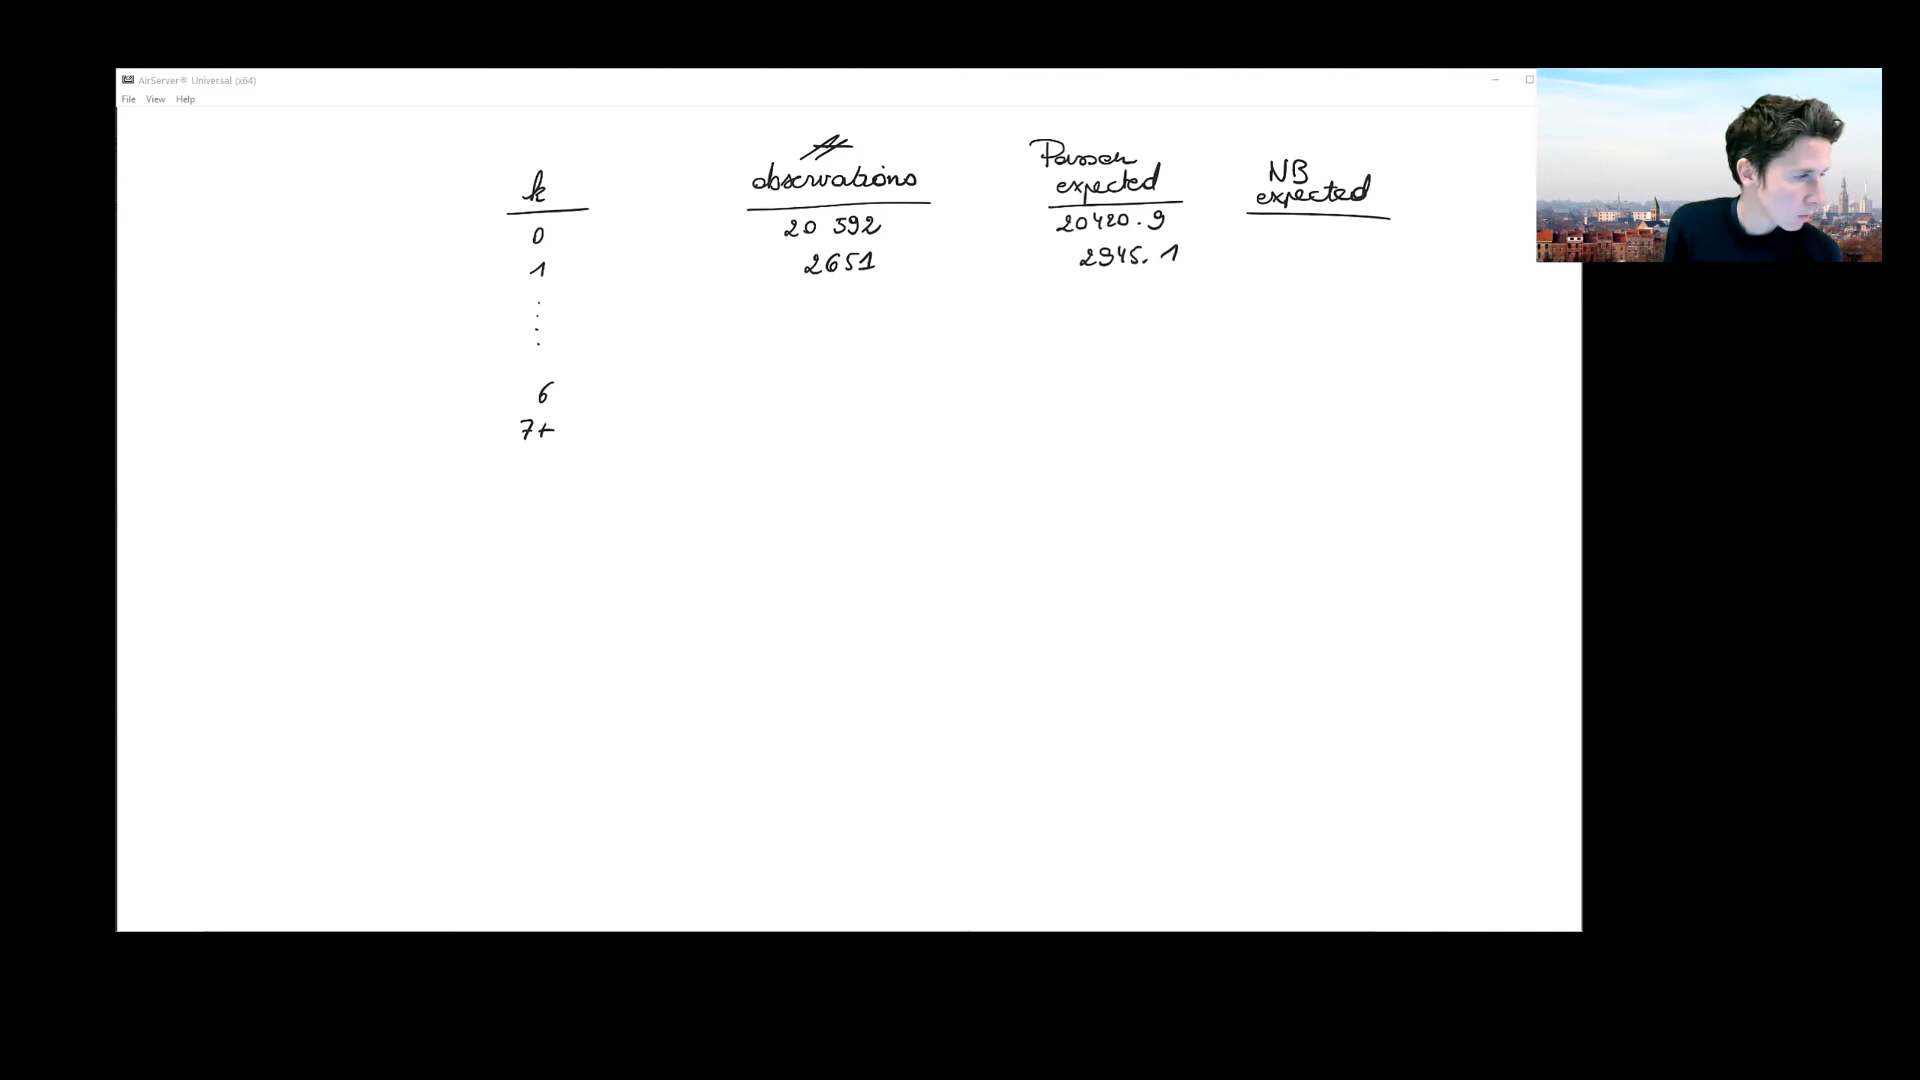 AirServer® Universal (x64)
File View Help
k
# observations
Poisson expected
NB expected
0 20 592 20420.9
1 2651 2945.1
6
7+